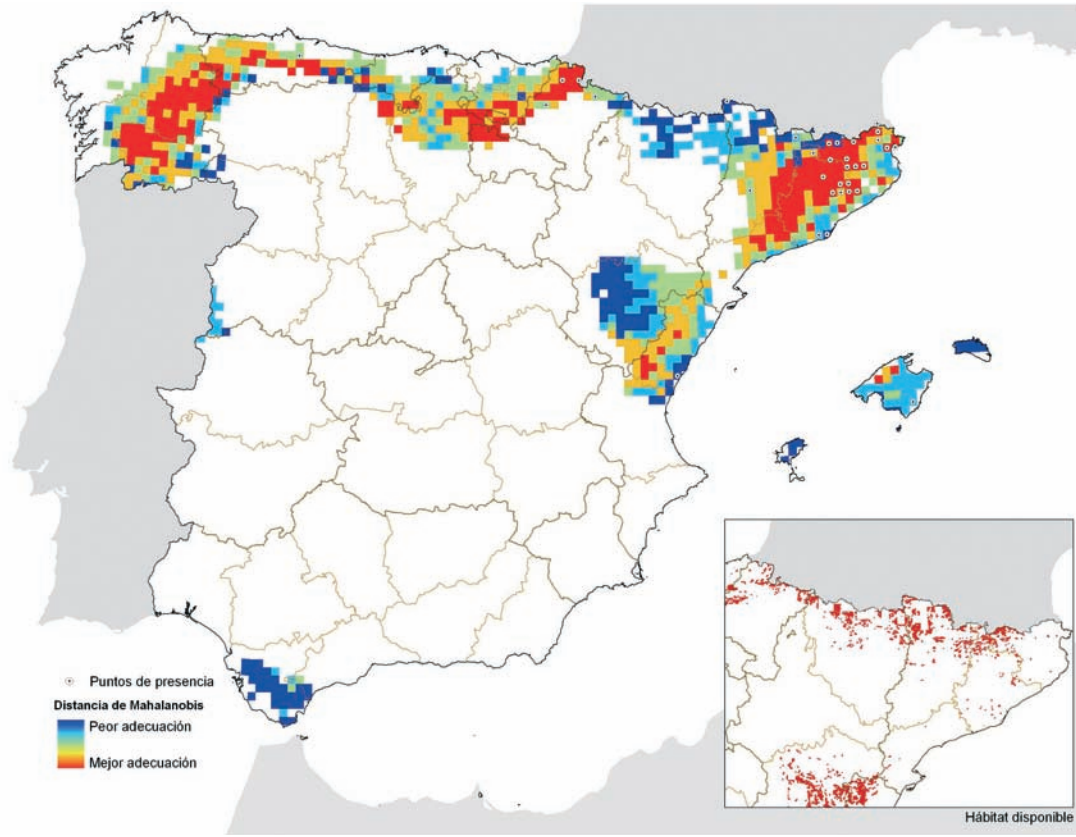 Puntos de presencia
Distancia de Mahalanobis
Peor adecuación
Mejor adecuación
Hábitat disponible